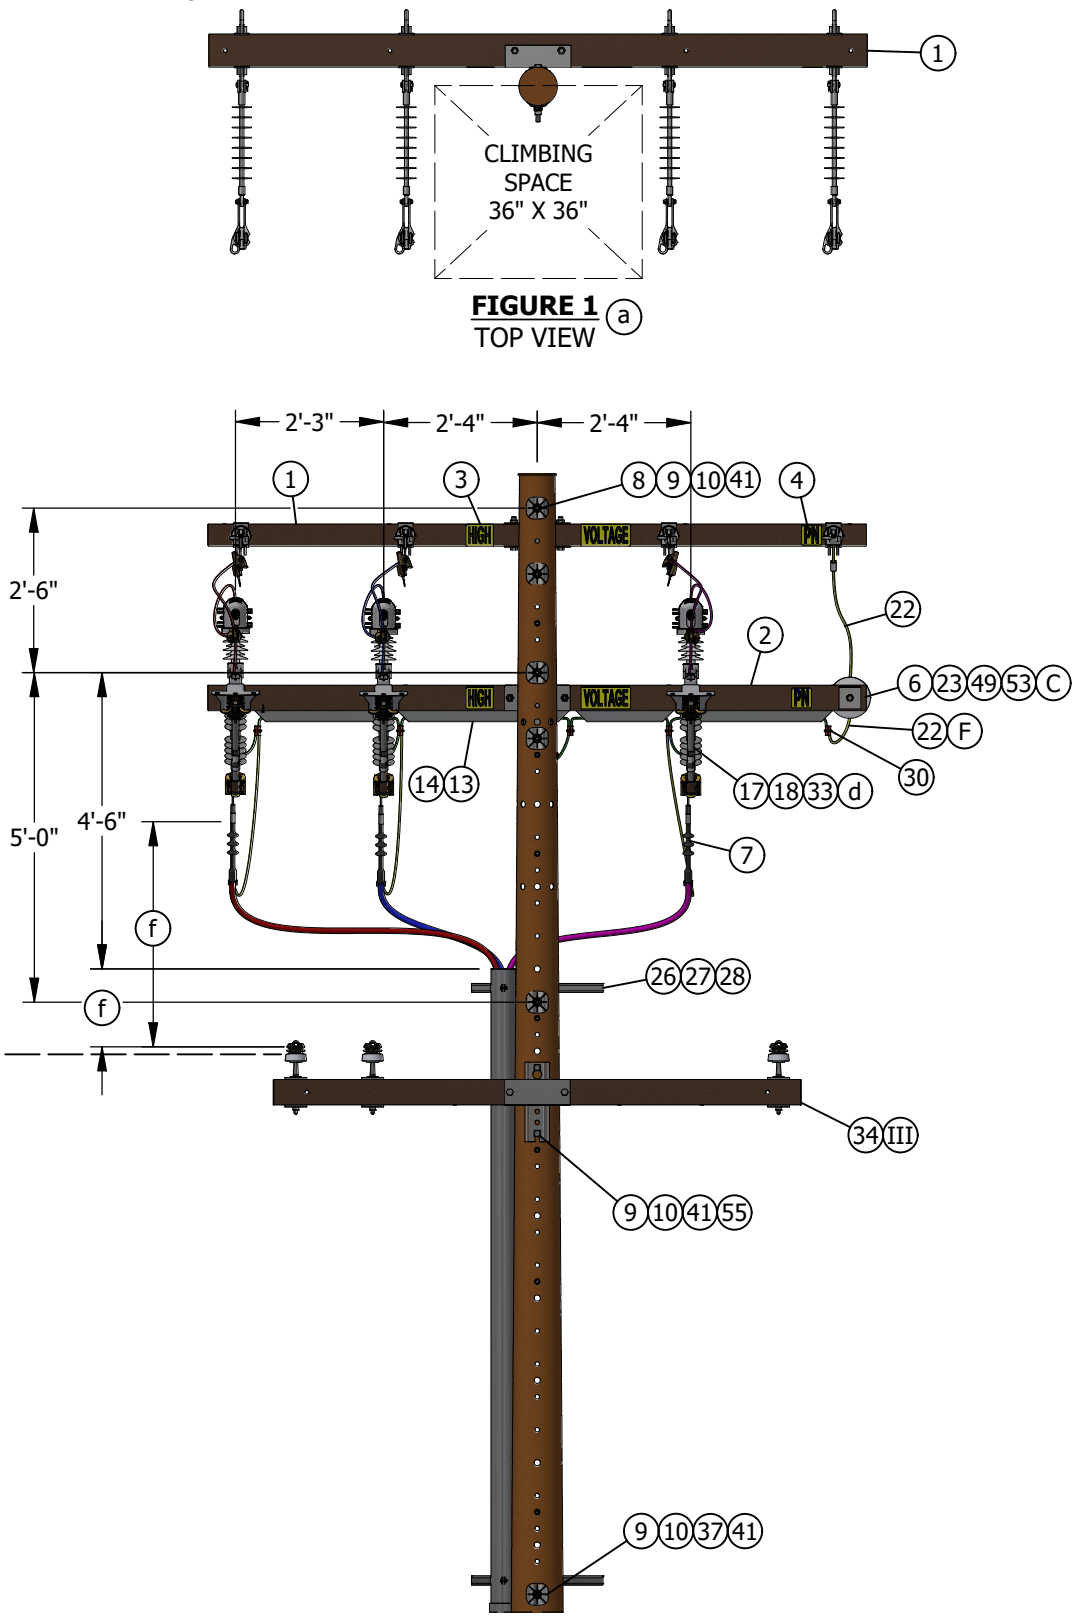 1
CLIMBING
SPACE
36" X 36"
FIGURE 1 a
TOP VIEW
2'-3" 2'-4" 2'-4"
1 3 8 9 10 41 4
HIGH VOLTAGE PN
2'-6"
22
2
HIGH VOLTAGE PN
6 23 49 53 C
22 F
30
14 13
17 18 33 d
5'-0" 4'-6"
7
f
26 27 28
f
34 III
9 10 41 55
9 10 37 41